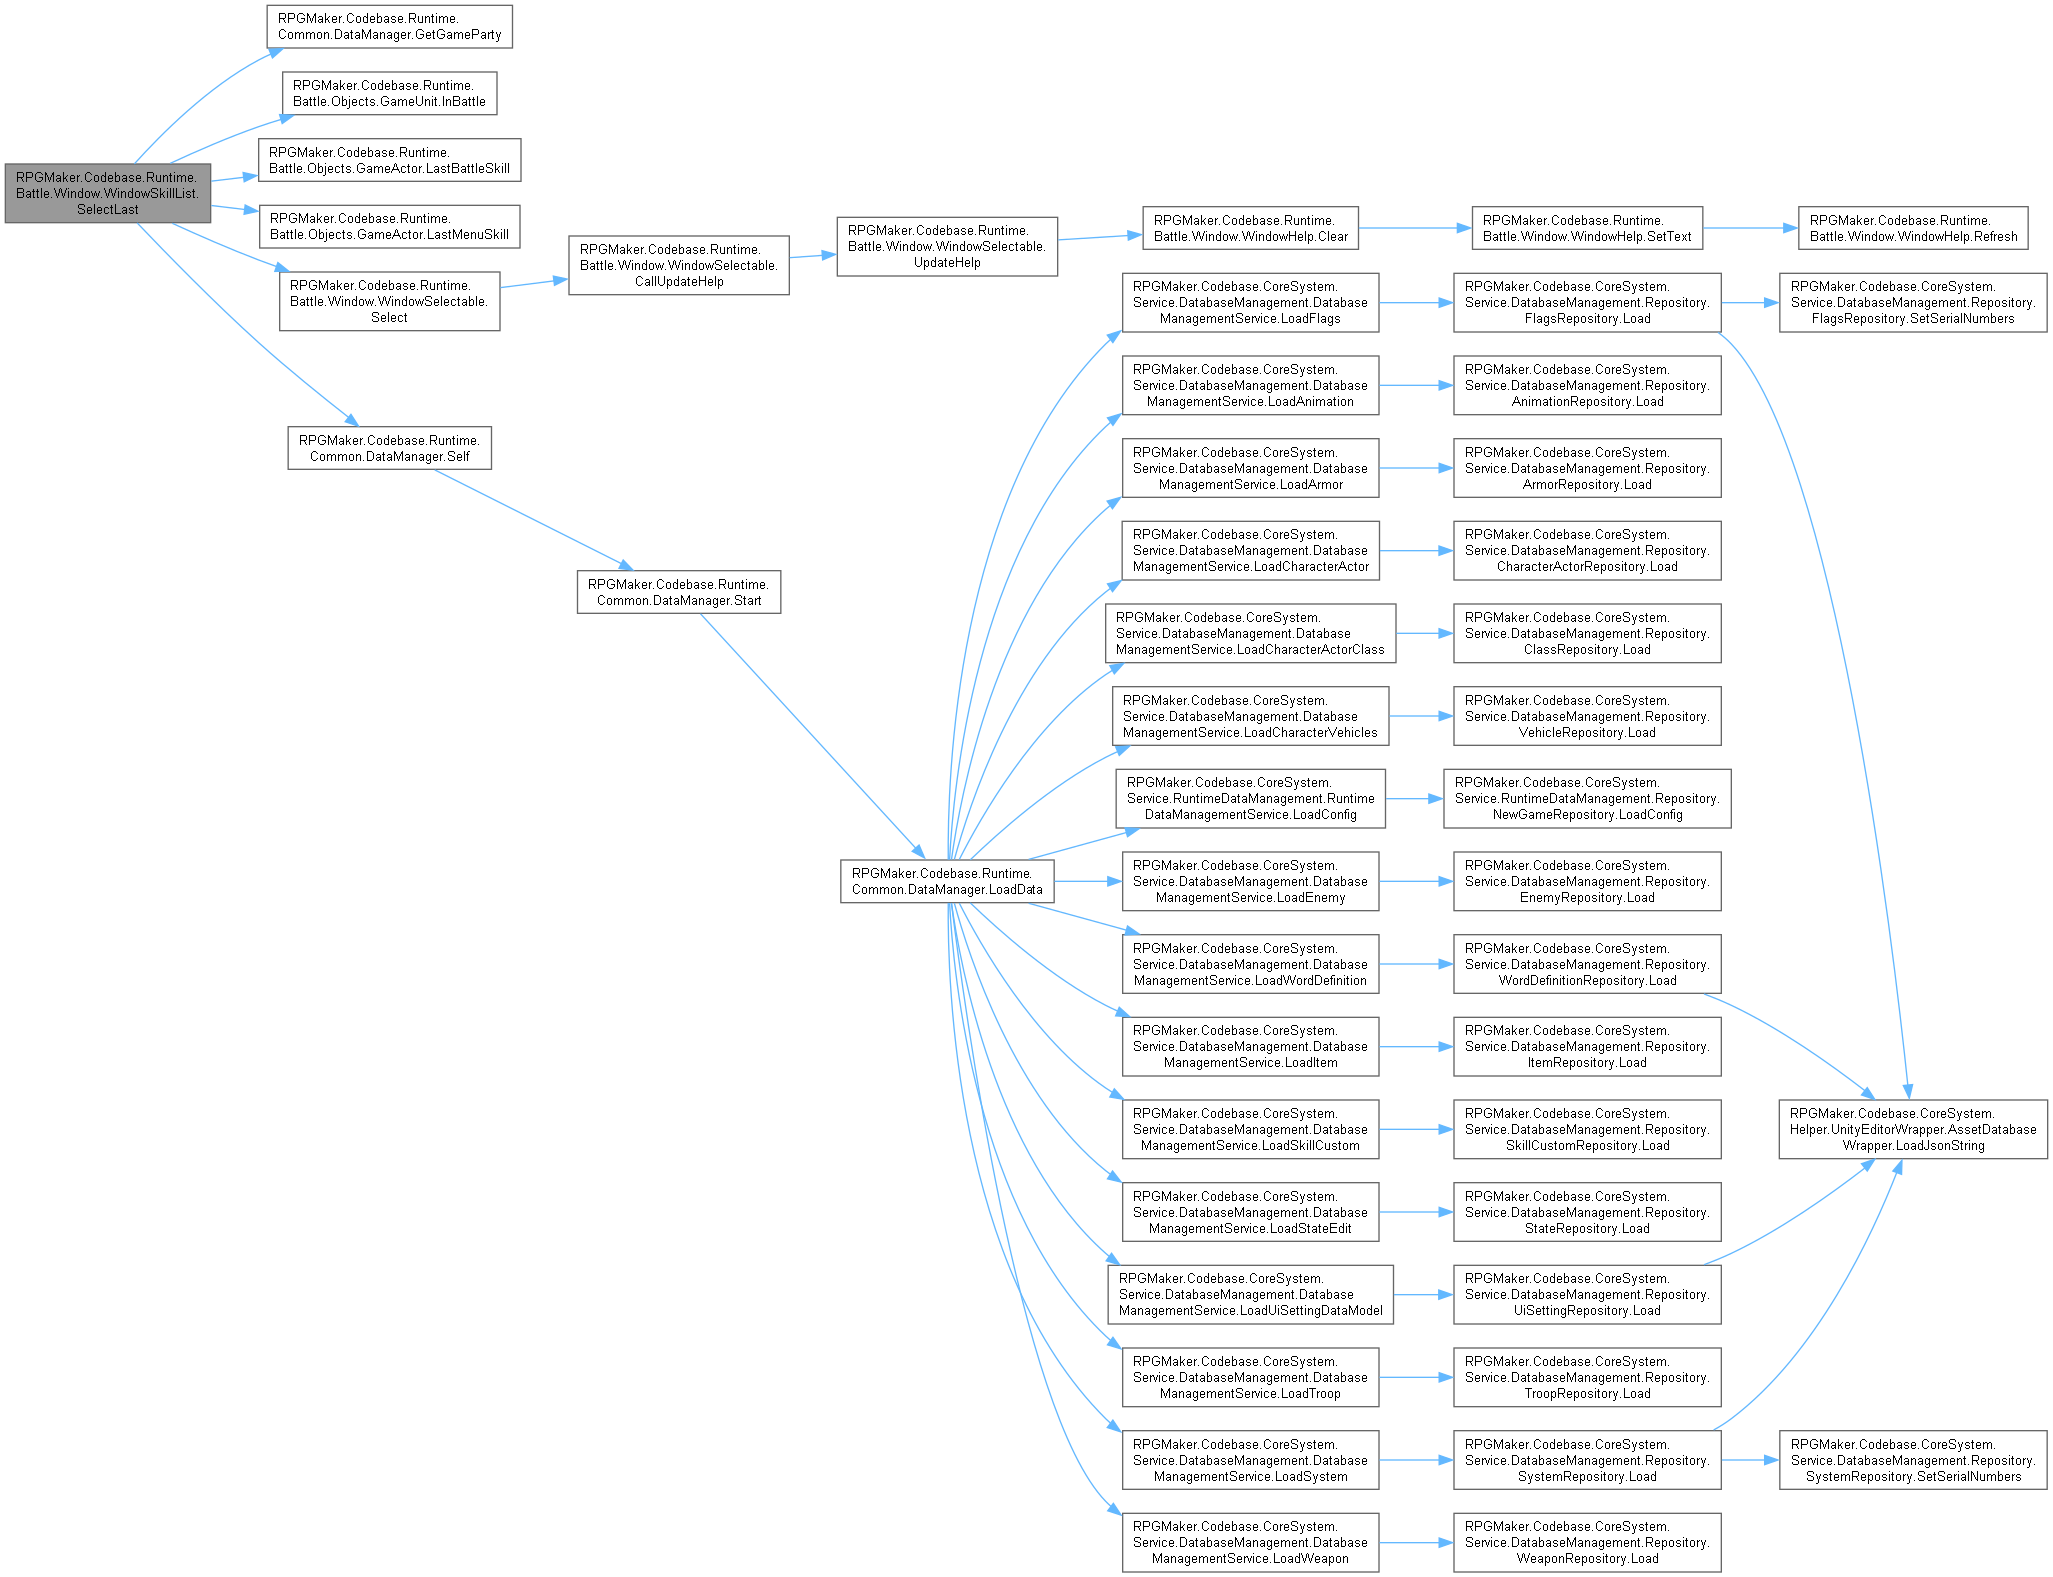 RPGMaker.Codebase.Runtime.
Common.DataManager.GetGameParty
RPGMaker.Codebase.Runtime.
Battle.Objects.GameUnit.InBattle
RPGMaker.Codebase.Runtime.
Battle.Objects.GameActor.LastBattleSkill
RPGMaker.Codebase.Runtime.
Battle.Window.WindowSkillList.
SelectLast
RPGMaker.Codebase.Runtime.
Battle.Objects.GameActor.LastMenuSkill
RPGMaker.Codebase.Runtime.
Battle.Window.WindowSelectable.
Select
RPGMaker.Codebase.Runtime.
Battle.Window.WindowSelectable.
CallUpdateHelp
RPGMaker.Codebase.Runtime.
Battle.Window.WindowSelectable.
UpdateHelp
RPGMaker.Codebase.Runtime.
Battle.Window.WindowHelp.Clear
RPGMaker.Codebase.Runtime.
Battle.Window.WindowHelp.SetText
RPGMaker.Codebase.Runtime.
Battle.Window.WindowHelp.Refresh
RPGMaker.Codebase.Runtime.
Common.DataManager.Self
RPGMaker.Codebase.Runtime.
Common.DataManager.Start
RPGMaker.Codebase.Runtime.
Common.DataManager.LoadData
RPGMaker.Codebase.CoreSystem.
Service.DatabaseManagement.Database
ManagementService.LoadFlags
RPGMaker.Codebase.CoreSystem.
Service.DatabaseManagement.Repository.
FlagsRepository.Load
RPGMaker.Codebase.CoreSystem.
Service.DatabaseManagement.Repository.
FlagsRepository.SetSerialNumbers
RPGMaker.Codebase.CoreSystem.
Service.DatabaseManagement.Database
ManagementService.LoadAnimation
RPGMaker.Codebase.CoreSystem.
Service.DatabaseManagement.Repository.
AnimationRepository.Load
RPGMaker.Codebase.CoreSystem.
Service.DatabaseManagement.Database
ManagementService.LoadArmor
RPGMaker.Codebase.CoreSystem.
Service.DatabaseManagement.Repository.
ArmorRepository.Load
RPGMaker.Codebase.CoreSystem.
Service.DatabaseManagement.Database
ManagementService.LoadCharacterActor
RPGMaker.Codebase.CoreSystem.
Service.DatabaseManagement.Repository.
CharacterActorRepository.Load
RPGMaker.Codebase.CoreSystem.
Service.DatabaseManagement.Database
ManagementService.LoadCharacterActorClass
RPGMaker.Codebase.CoreSystem.
Service.DatabaseManagement.Repository.
ClassRepository.Load
RPGMaker.Codebase.CoreSystem.
Service.DatabaseManagement.Database
ManagementService.LoadCharacterVehicles
RPGMaker.Codebase.CoreSystem.
Service.DatabaseManagement.Repository.
VehicleRepository.Load
RPGMaker.Codebase.CoreSystem.
Service.RuntimeDataManagement.Runtime
DataManagementService.LoadConfig
RPGMaker.Codebase.CoreSystem.
Service.RuntimeDataManagement.Repository.
NewGameRepository.LoadConfig
RPGMaker.Codebase.CoreSystem.
Service.DatabaseManagement.Database
ManagementService.LoadEnemy
RPGMaker.Codebase.CoreSystem.
Service.DatabaseManagement.Repository.
EnemyRepository.Load
RPGMaker.Codebase.CoreSystem.
Service.DatabaseManagement.Database
ManagementService.LoadWordDefinition
RPGMaker.Codebase.CoreSystem.
Service.DatabaseManagement.Repository.
WordDefinitionRepository.Load
RPGMaker.Codebase.CoreSystem.
Service.DatabaseManagement.Database
ManagementService.LoadItem
RPGMaker.Codebase.CoreSystem.
Service.DatabaseManagement.Repository.
ItemRepository.Load
RPGMaker.Codebase.CoreSystem.
Service.DatabaseManagement.Database
ManagementService.LoadSkillCustom
RPGMaker.Codebase.CoreSystem.
Service.DatabaseManagement.Repository.
SkillCustomRepository.Load
RPGMaker.Codebase.CoreSystem.
Helper.UnityEditorWrapper.AssetDatabase
Wrapper.LoadJsonString
RPGMaker.Codebase.CoreSystem.
Service.DatabaseManagement.Database
ManagementService.LoadStateEdit
RPGMaker.Codebase.CoreSystem.
Service.DatabaseManagement.Repository.
StateRepository.Load
RPGMaker.Codebase.CoreSystem.
Service.DatabaseManagement.Database
ManagementService.LoadUiSettingDataModel
RPGMaker.Codebase.CoreSystem.
Service.DatabaseManagement.Repository.
UiSettingRepository.Load
RPGMaker.Codebase.CoreSystem.
Service.DatabaseManagement.Database
ManagementService.LoadTroop
RPGMaker.Codebase.CoreSystem.
Service.DatabaseManagement.Repository.
TroopRepository.Load
RPGMaker.Codebase.CoreSystem.
Service.DatabaseManagement.Database
ManagementService.LoadSystem
RPGMaker.Codebase.CoreSystem.
Service.DatabaseManagement.Repository.
SystemRepository.Load
RPGMaker.Codebase.CoreSystem.
Service.DatabaseManagement.Repository.
SystemRepository.SetSerialNumbers
RPGMaker.Codebase.CoreSystem.
Service.DatabaseManagement.Database
ManagementService.LoadWeapon
RPGMaker.Codebase.CoreSystem.
Service.DatabaseManagement.Repository.
WeaponRepository.Load